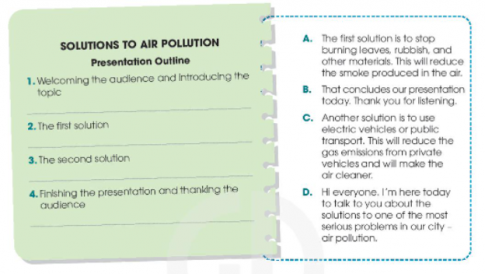 SOLUTIONS TO AIR POLLUTION
Presentation Outline
1. Welcoming the audience and introducing the
topic
2. The first solution
3. The second solution
4. Finishing the presentation and thanking the
audience
A. The first solution is to stop
burning leaves, rubbish, and
other materials. This will reduce
the smoke produced in the air.
B. That concludes our presentation
today. Thank you for listening.
C. Another solution is to use
electric vehicles or public
transport. This will reduce the
gas emissions from private
vehicles and will make the
air cleaner.
D. Hi everyone. I'm here today
to talk to you about the
solutions to one of the most
serious problems in our city –
air pollution.